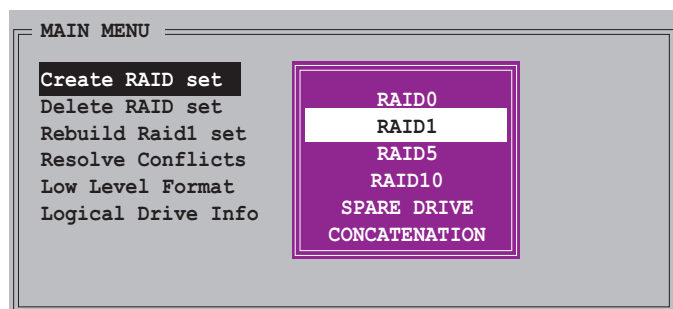 MAIN MENU
Create RAID set
Delete RAID set
Rebuild Raid1 set
Resolve Conflicts
Low Level Format
Logical Drive Info
RAID0
RAID1
RAID5
RAID10
SPARE DRIVE
CONCATENATION